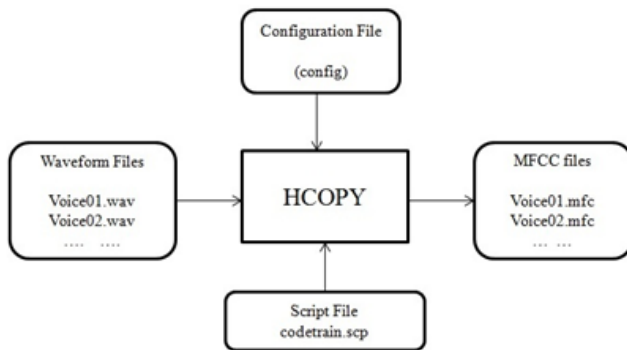 Configuration File
(config)
Waveform Files
Voice01.wav
Voice02.wav
.... ....
HCOPY
MFCC files
Voice01.mfc
Voice02.mfc
... ...
Script File
codetrain.scp